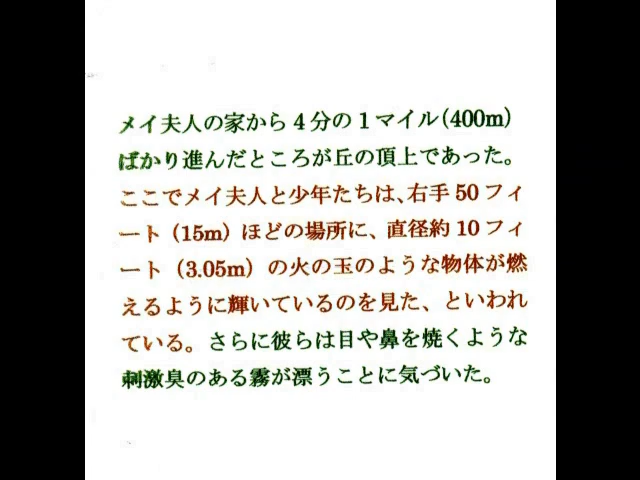 メイ夫人の家から4分の1マイル(400m)
ばかり進んだところが丘の頂上であった。
ここでメイ夫人と少年たちは、右手50フィ
ート(15m)ほどの場所に、直径約10フィ
ート(3.05m)の火の玉のような物体が燃
えるように輝いているのを見た、といわれ
ている。さらに彼らは目や鼻を焼くような
刺激臭のある霧が漂うことに気づいた。